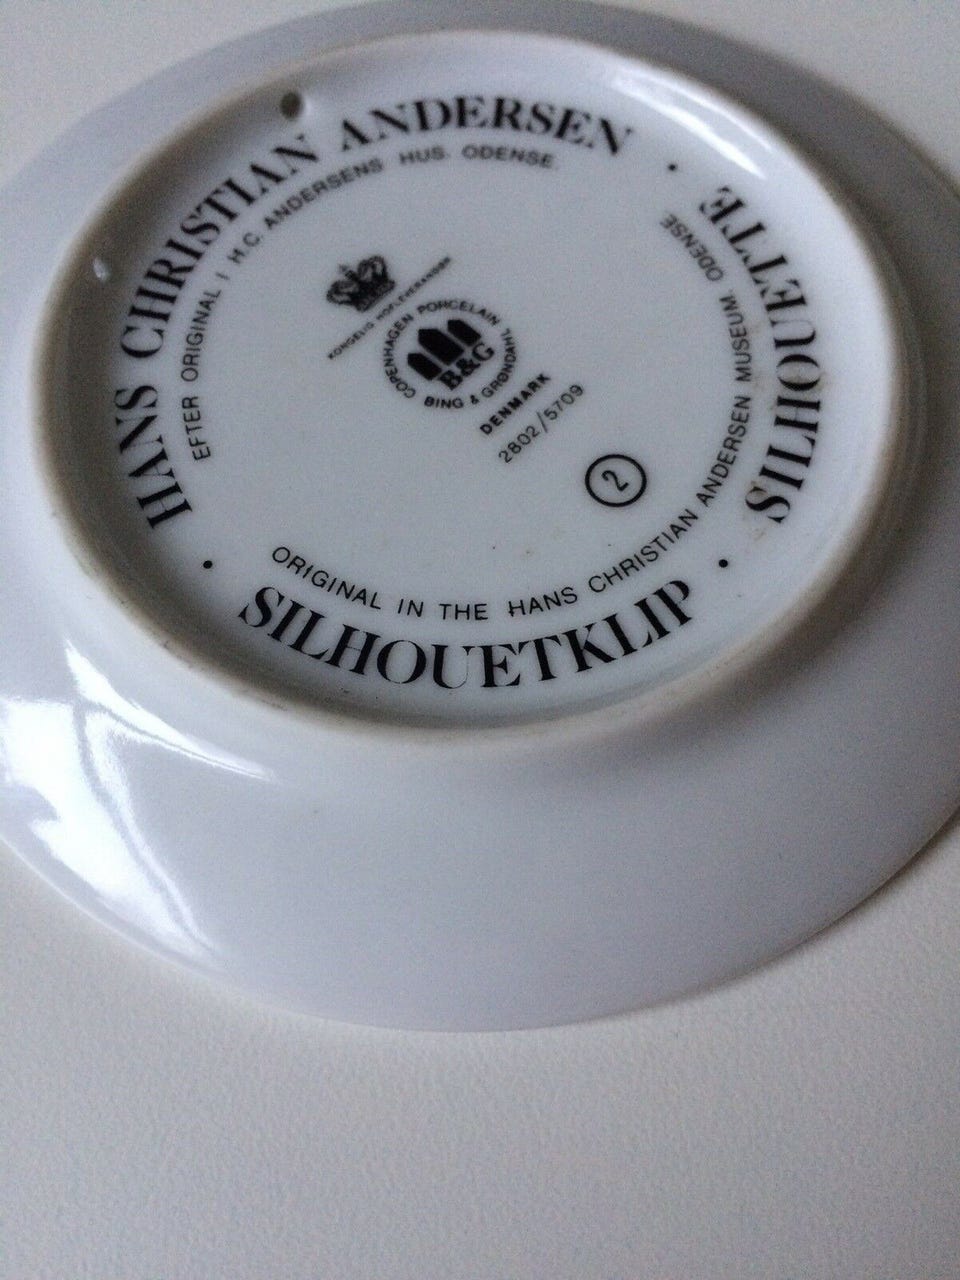 HANS CHRISTIAN ANDERSEN · SILHOUETTE · SILHOUETKLIP ·
EFTER ORIGINAL I H.C. ANDERSENS HUS. ODENSE.
ORIGINAL IN THE HANS CHRISTIAN ANDERSEN MUSEUM. ODENSE
KONGELIG HOFLEVERANDØR
COPENHAGEN PORCELAIN
B&G
BING & GRØNDAHL
DENMARK
2802/5709
2